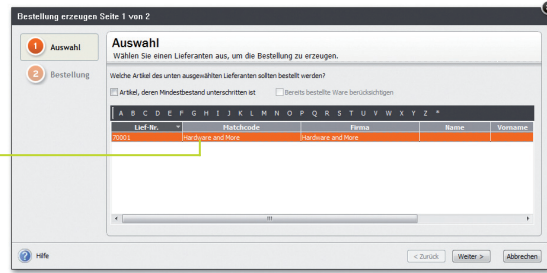 Bestellung erzeugen Seite 1 von 2
1 Auswahl
2 Bestellung
Auswahl
Wählen Sie einen Lieferanten aus, um die Bestellung zu erzeugen.
Welche Artikel des unten ausgewählten Lieferanten sollten bestellt werden?
Artikel, deren Mindestbestand unterschritten ist Bereits bestellte Ware berücksichtigen
A B C D E F G H I J K L M N O P Q R S T U V W X Y Z *
Lief-Nr. Matchcode Firma Name Vorname
70001 Hardware and More Hardware and More
? Hilfe < Zurück Weiter > Abbrechen